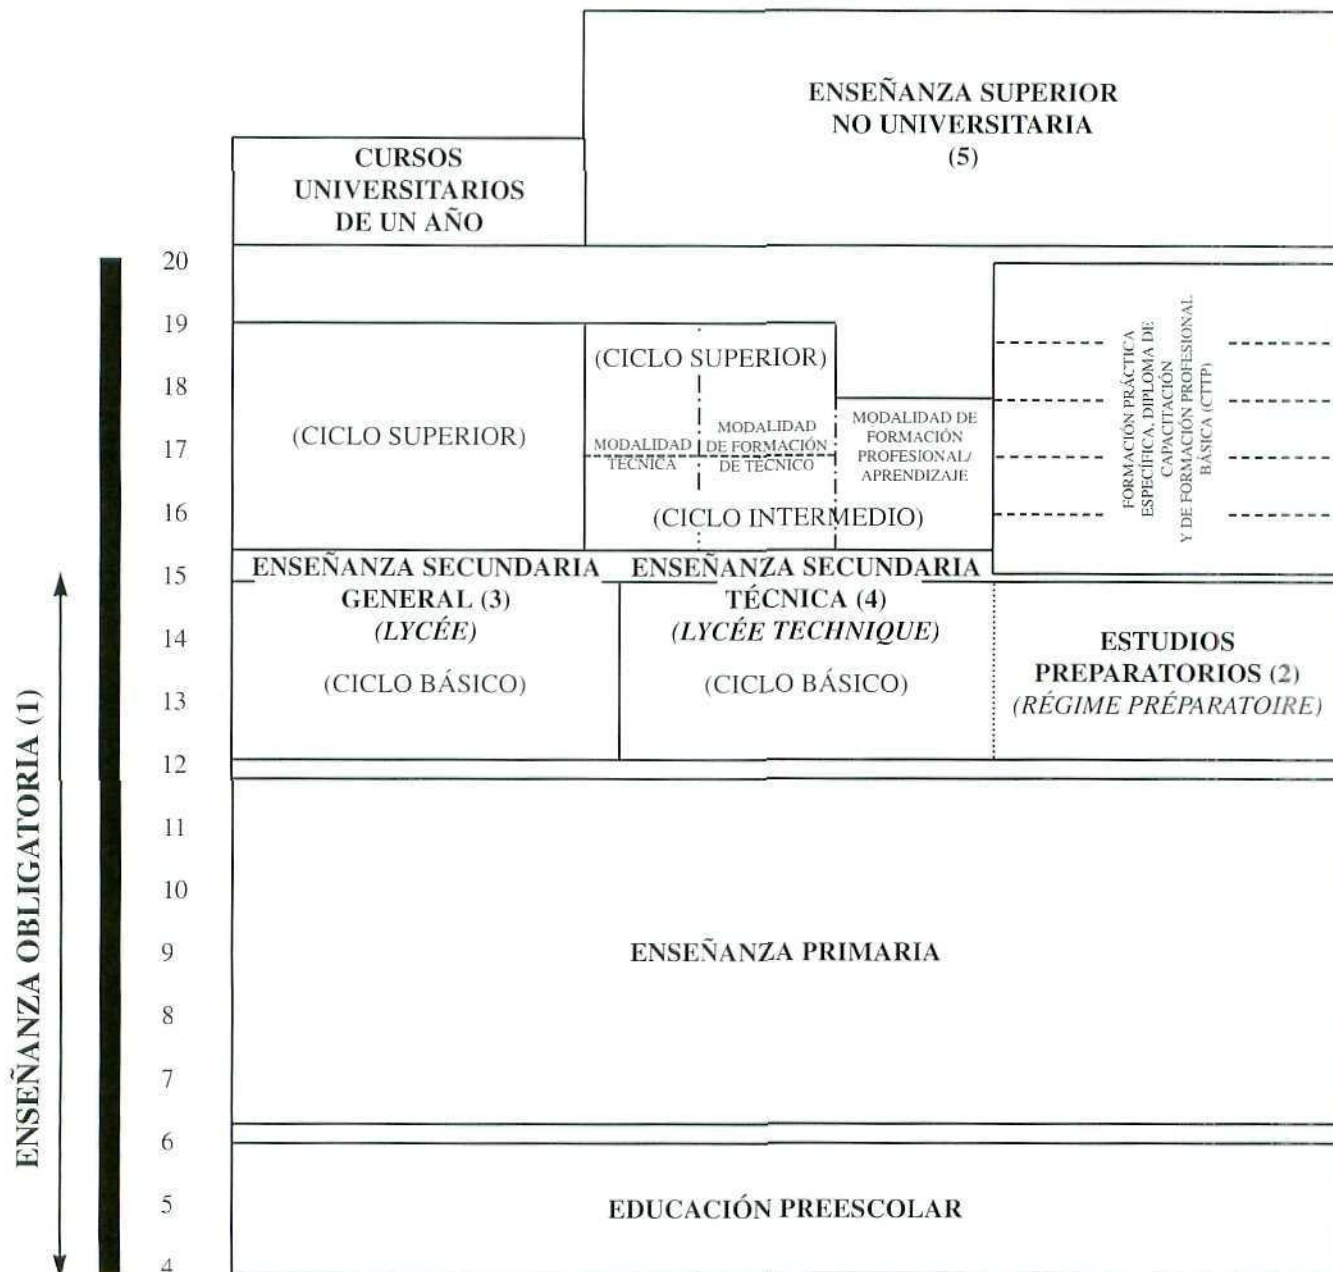 ENSEÑANZA SUPERIOR
NO UNIVERSITARIA
(5)
CURSOS
UNIVERSITARIOS
DE UN AÑO
20
19
18
17
16
15
14
13
12
11
10
9
8
7
6
5
4
ENSEÑANZA OBLIGATORIA (1)
(CICLO SUPERIOR)
(CICLO SUPERIOR)
MODALIDAD
TÉCNICA
MODALIDAD
DE FORMACIÓN
DE TÉCNICO
MODALIDAD DE
FORMACIÓN
PROFESIONAL/
APRENDIZAJE
(CICLO INTERMEDIO)
FORMACIÓN PRÁCTICA
ESPECÍFICA, DIPLOMA DE
CAPACITACIÓN
Y DE FORMACIÓN PROFESIONAL
BÁSICA (CTTP)
ENSEÑANZA SECUNDARIA
GENERAL (3)
(LYCÉE)
(CICLO BÁSICO)
ENSEÑANZA SECUNDARIA
TÉCNICA (4)
(LYCÉE TECHNIQUE)
(CICLO BÁSICO)
ESTUDIOS
PREPARATORIOS (2)
(RÉGIME PRÉPARATOIRE)
ENSEÑANZA PRIMARIA
EDUCACIÓN PREESCOLAR